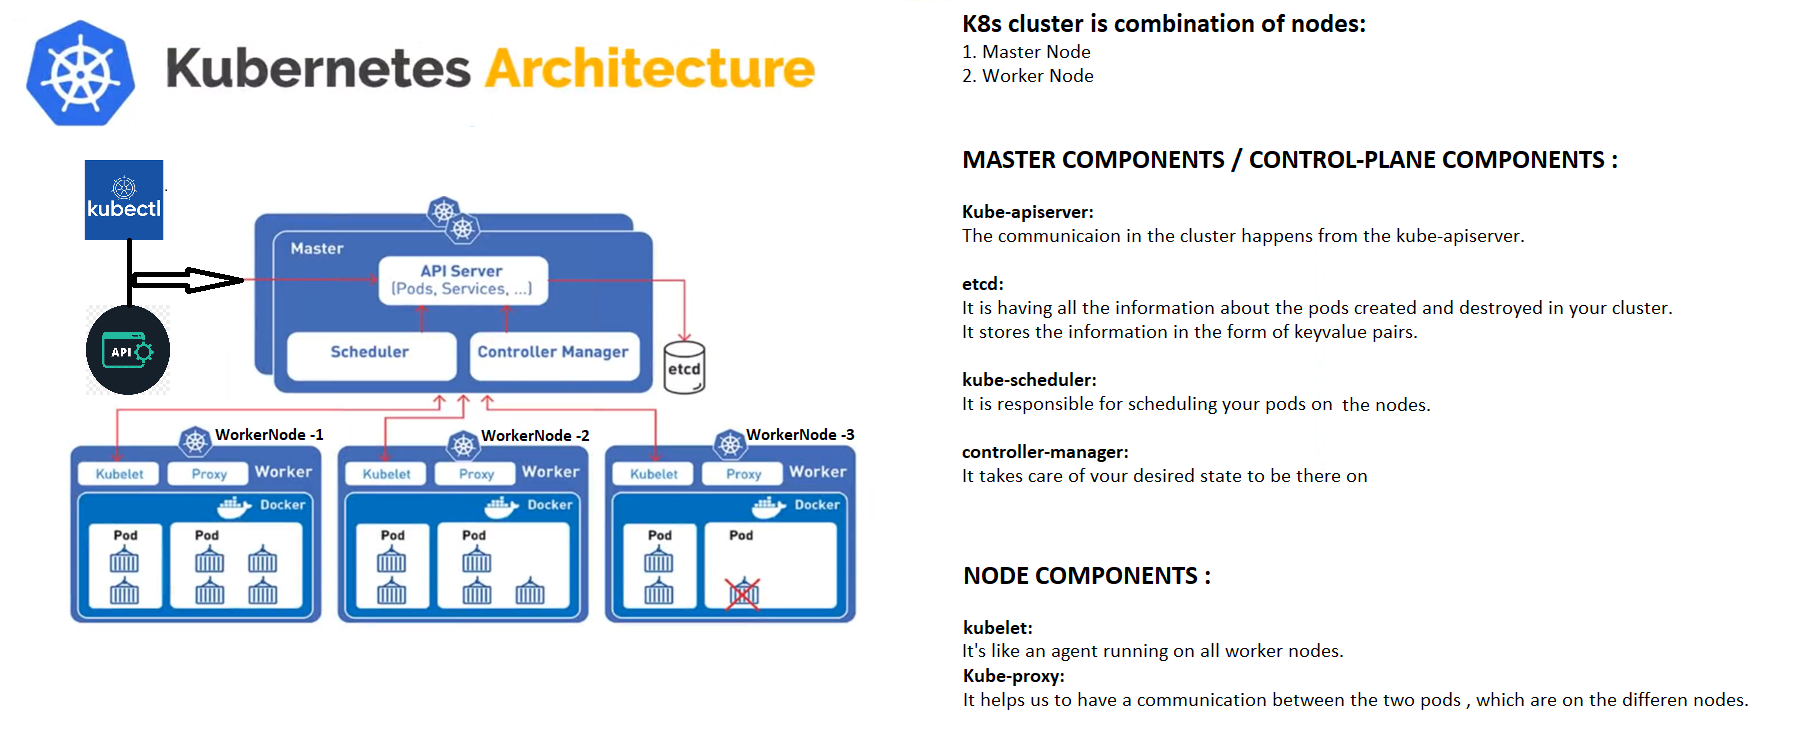 Kubernetes Architecture
kubectl
API
Master
API Server
(Pods, Services, ...)
Scheduler
Controller Manager
etcd
WorkerNode -1
Kubelet
Proxy
Worker
Docker
Pod
Pod
WorkerNode -2
Kubelet
Proxy
Worker
Docker
Pod
Pod
WorkerNode -3
Kubelet
Proxy
Worker
Docker
Pod
Pod
K8s cluster is combination of nodes:
1. Master Node
2. Worker Node
MASTER COMPONENTS / CONTROL-PLANE COMPONENTS :
Kube-apiserver:
The communicaion in the cluster happens from the kube-apiserver.
etcd:
It is having all the information about the pods created and destroyed in your cluster.
It stores the information in the form of keyvalue pairs.
kube-scheduler:
It is responsible for scheduling your pods on the nodes.
controller-manager:
It takes care of vour desired state to be there on
NODE COMPONENTS :
kubelet:
It's like an agent running on all worker nodes.
Kube-proxy:
It helps us to have a communication between the two pods , which are on the differen nodes.